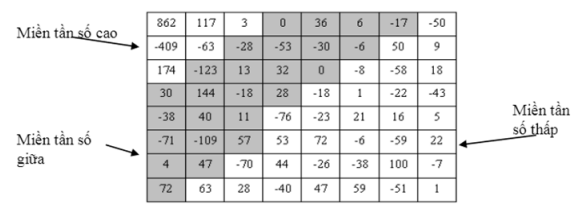 862 117 3 0 36 6 -17 -50
Miền tần số cao
-409 -63 -28 -53 -30 -6 50 9
174 -123 13 32 0 -8 -58 18
30 144 -18 28 -18 1 -22 -43
-38 40 11 -76 -23 21 16 5
Miền tần
số thấp
Miền tần số
giữa
-71 -109 57 53 72 -6 -59 22
4 47 -70 44 -26 -38 100 -7
72 63 28 -40 47 59 -51 1